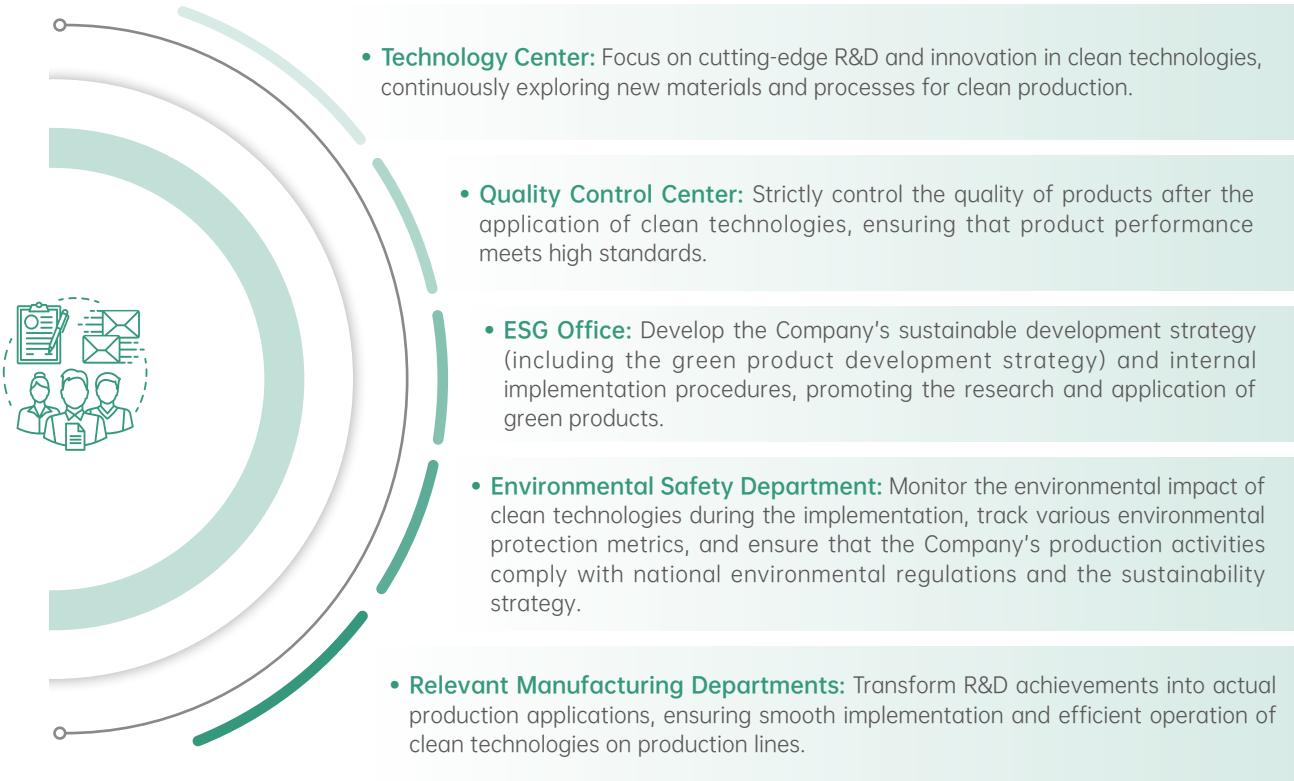 • Technology Center: Focus on cutting-edge R&D and innovation in clean technologies,
continuously exploring new materials and processes for clean production.
• Quality Control Center: Strictly control the quality of products after the
application of clean technologies, ensuring that product performance
meets high standards.
• ESG Office: Develop the Company's sustainable development strategy
(including the green product development strategy) and internal
implementation procedures, promoting the research and application of
green products.
• Environmental Safety Department: Monitor the environmental impact of
clean technologies during the implementation, track various environmental
protection metrics, and ensure that the Company's production activities
comply with national environmental regulations and the sustainability
strategy.
• Relevant Manufacturing Departments: Transform R&D achievements into actual
production applications, ensuring smooth implementation and efficient operation of
clean technologies on production lines.